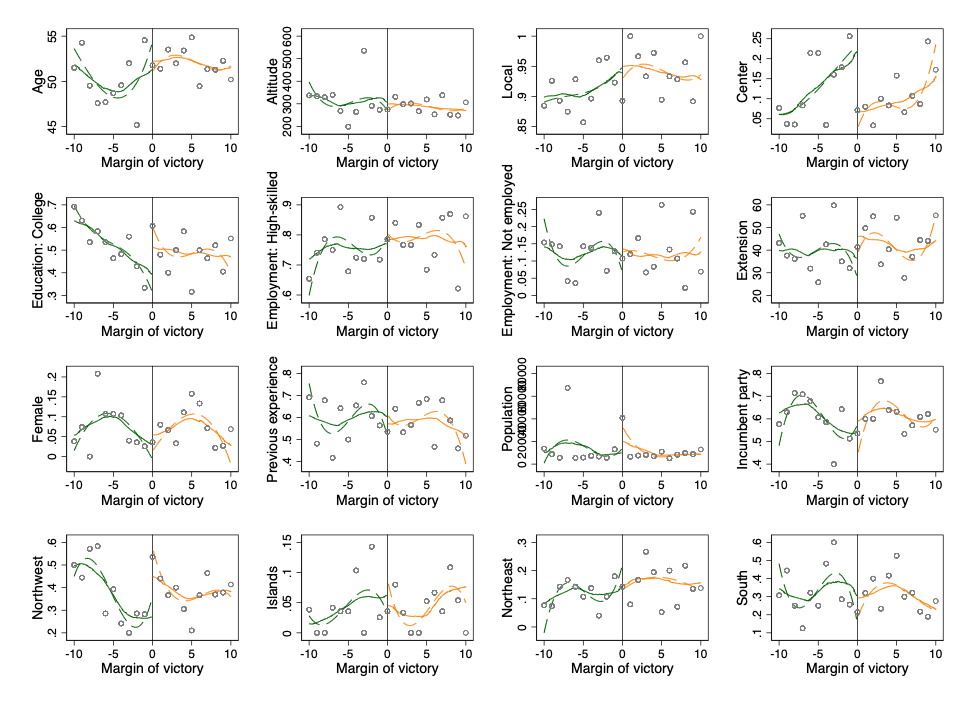 Age
55
50
45
-10 -5 0 5 10
Margin of victory
Altitude
200 300 400 500 600
-10 -5 0 5 10
Margin of victory
Local
1
.95
.9
.85
-10 -5 0 5 10
Margin of victory
Center
.25
.2
.15
.1
.05
-10 -5 0 5 10
Margin of victory
Education: College
.7
.6
.5
.4
.3
-10 -5 0 5 10
Margin of victory
Employment: High-skilled
.9
.8
.7
.6
-10 -5 0 5 10
Margin of victory
Employment: Not employed
.25
.2
.15
.1
.05
0
-10 -5 0 5 10
Margin of victory
Extension
60
50
40
30
20
-10 -5 0 5 10
Margin of victory
Female
.2
.15
.1
.05
0
-10 -5 0 5 10
Margin of victory
Previous experience
.8
.7
.6
.5
.4
-10 -5 0 5 10
Margin of victory
Population
-10 -5 0 5 10
Margin of victory
Incumbent party
.8
.7
.6
.5
.4
-10 -5 0 5 10
Margin of victory
Northwest
.6
.5
.4
.3
.2
-10 -5 0 5 10
Margin of victory
Islands
.15
.1
.05
0
-10 -5 0 5 10
Margin of victory
Northeast
.4
.3
.2
.1
0
-10 -5 0 5 10
Margin of victory
South
.6
.5
.4
.3
.2
.1
-10 -5 0 5 10
Margin of victory